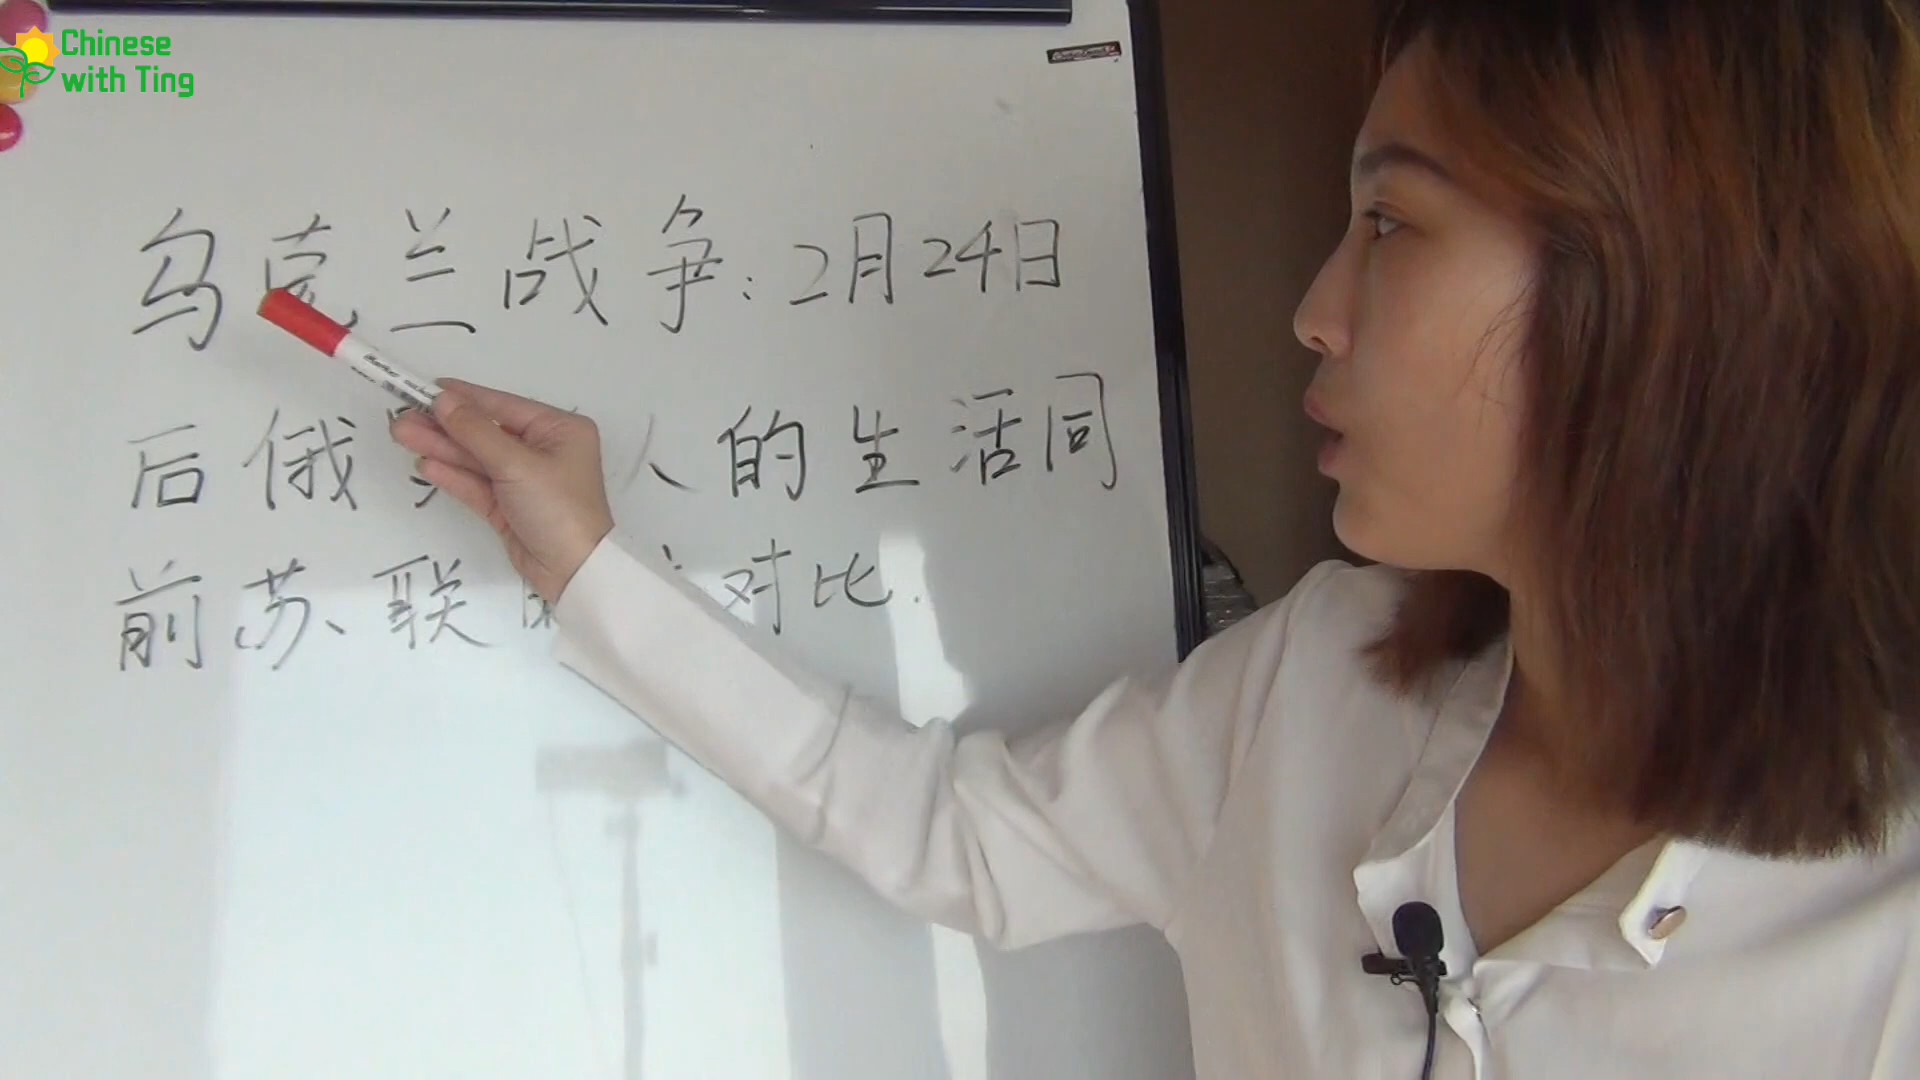 Chinese
with Ting
乌克兰战争:2月24日
后俄 人的生活同
前苏联 对比.